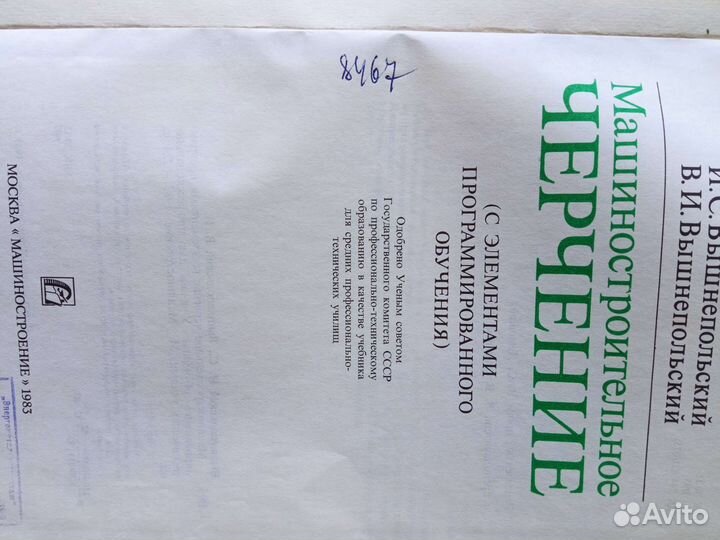 И. С. Вышнепольский
В. И. Вышнепольский
Машиностроительное
ЧЕРЧЕНИЕ
(С ЭЛЕМЕНТАМИ
ПРОГРАММИРОВАННОГО
ОБУЧЕНИЯ)
8467
Одобрено Ученым советом
Государственного комитета СССР
по профессионально-техническому
образованию в качестве учебника
для средних профессионально-
технических училищ
МОСКВА « МАШИНОСТРОЕНИЕ » 1983
Avito